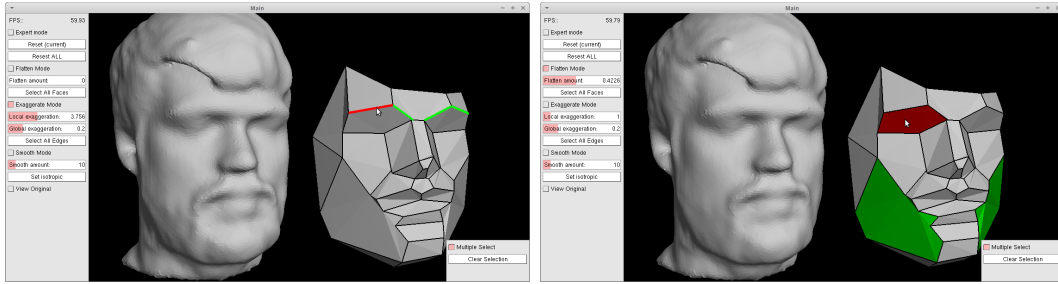 Main
FPS:: 59,93
Expert mode
Reset (current)
Resest ALL
Flatten Mode
Flatten amount: 0
Select All Faces
Exaggerate Mode
Local exaggeration: 3,756
Global exaggeration: 0.2
Select All Edges
Smooth Mode
Smooth amount: 10
Set isotropic
View Original
Multiple Select
Clear Selection
Main
FPS:: 59,79
Expert mode
Reset (current)
Resest ALL
Flatten Mode
Flatten amount: 0.4226
Select All Faces
Exaggerate Mode
Local exaggeration: 1
Global exaggeration: 0.2
Select All Edges
Smooth Mode
Smooth amount: 10
Set isotropic
View Original
Multiple Select
Clear Selection